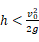 h < v₀²/2g